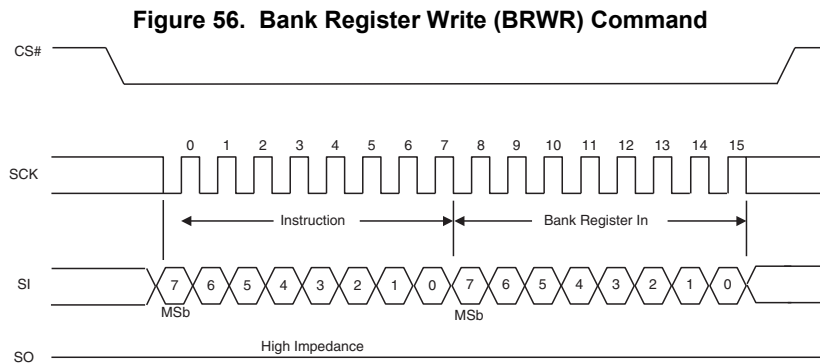 Figure 56. Bank Register Write (BRWR) Command
CS#
0 1 2 3 4 5 6 7 8 9 10 11 12 13 14 15
SCK
Instruction Bank Register In
SI 7 6 5 4 3 2 1 0 7 6 5 4 3 2 1 0
MSb MSb
High Impedance
SO